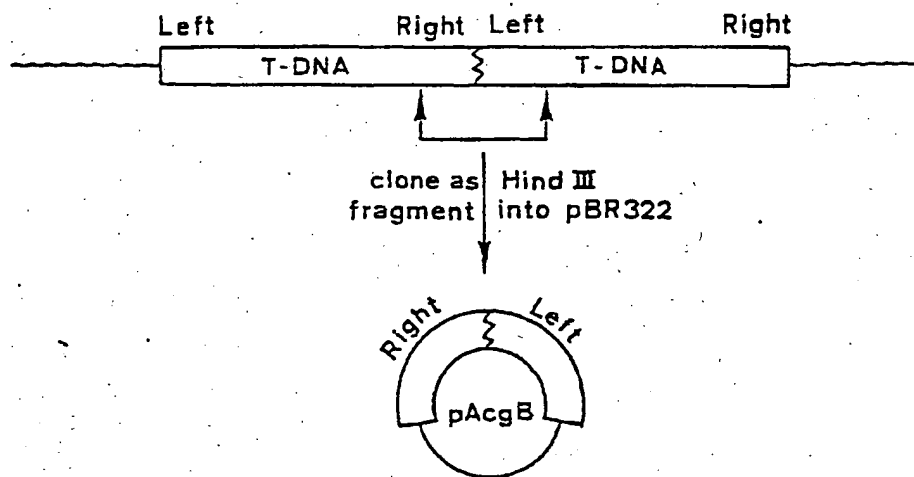 Left Right Left Right
T-DNA T-DNA
clone as Hind III
fragment into pBR322
Right Left
pAcgB